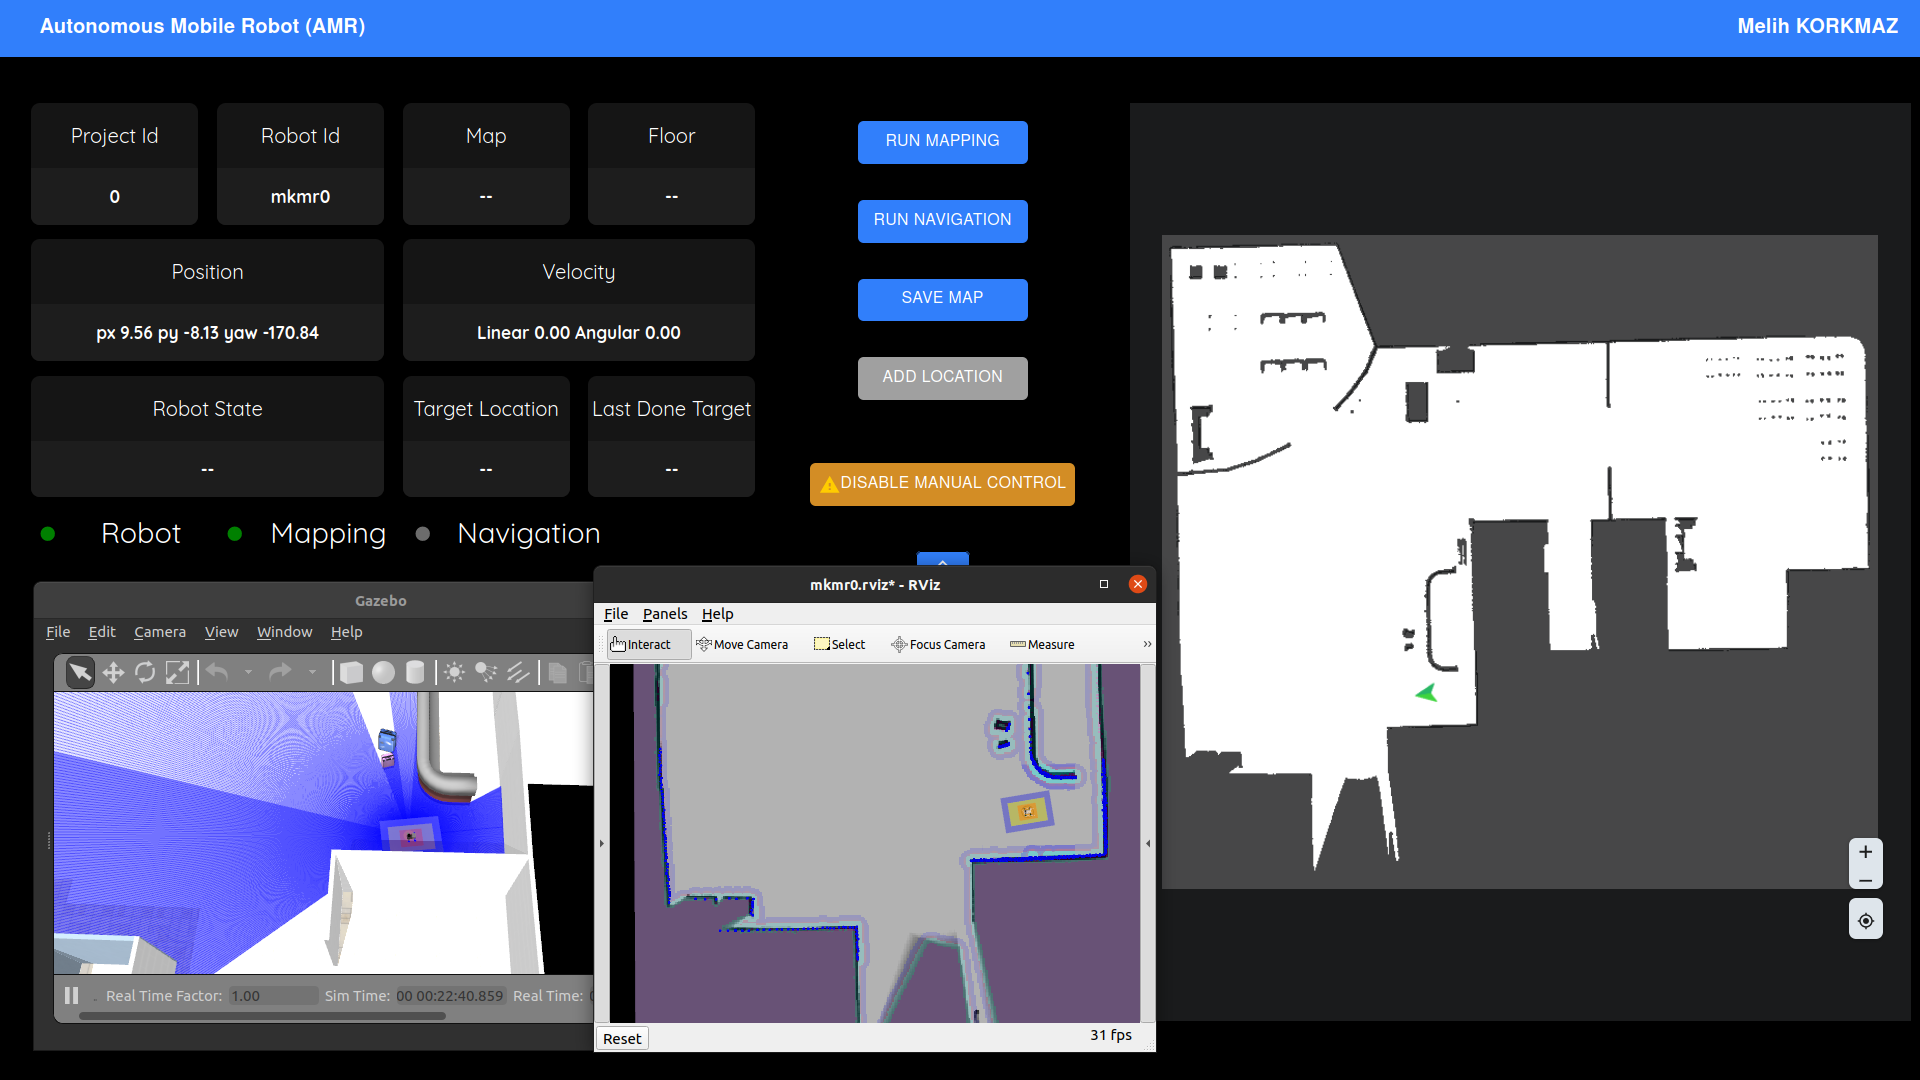 Autonomous Mobile Robot (AMR)
Melih KORKMAZ
Project Id
Robot Id
Map
Floor
0
mkmr0
--
--
Position
Velocity
px 9.56 py -8.13 yaw -170.84
Linear 0.00 Angular 0.00
Robot State
Target Location
Last Done Target
--
--
--
Robot
Mapping
Navigation
RUN MAPPING
RUN NAVIGATION
SAVE MAP
ADD LOCATION
DISABLE MANUAL CONTROL
Gazebo
File Edit Camera View Window Help
Real Time Factor: 1.00 Sim Time: 00 00:22:40.859 Real Time:
mkmr0.rviz* - RViz
File Panels Help
Interact Move Camera Select Focus Camera Measure »
Reset
31 fps
+
−